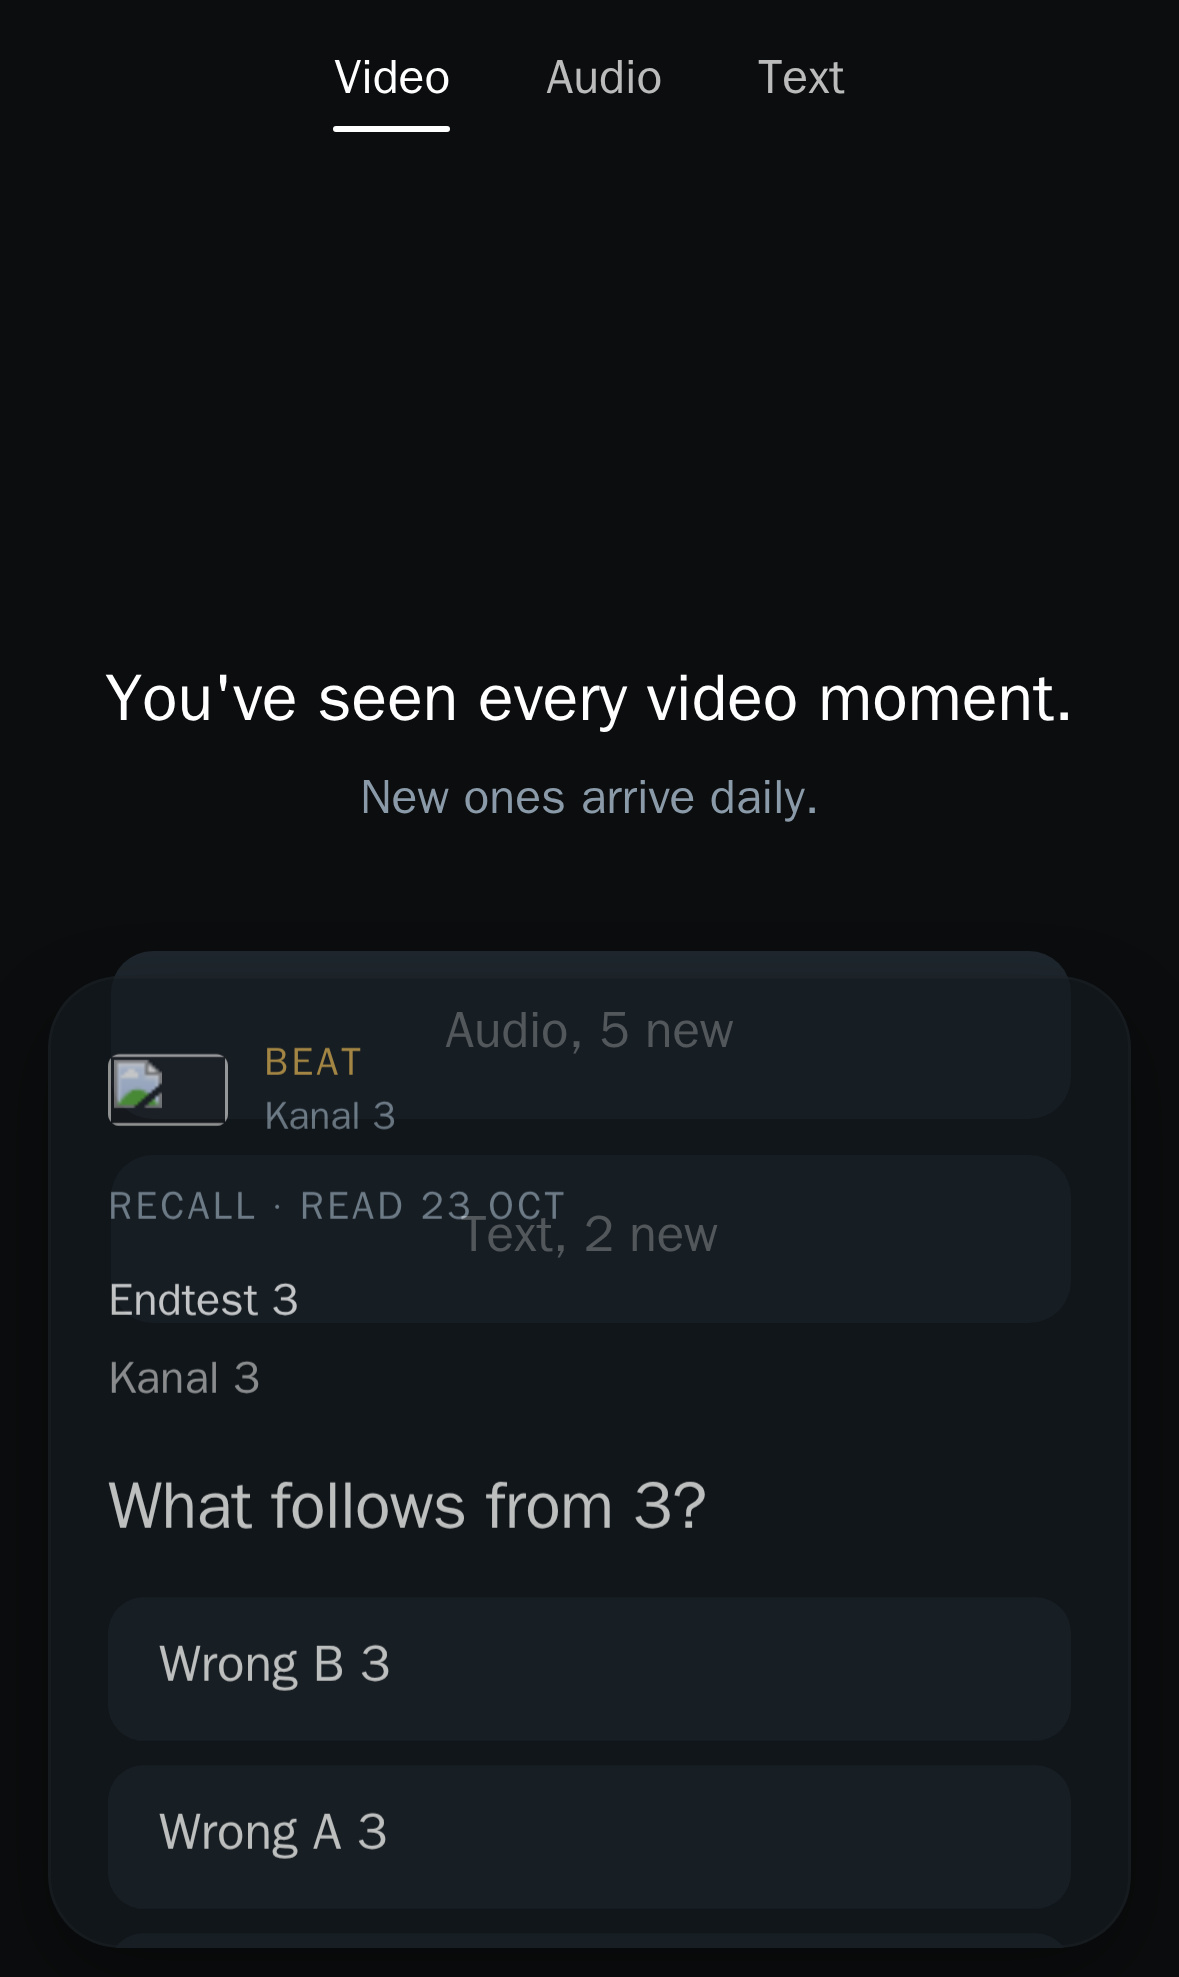 Video Audio Text
You've seen every video moment.
New ones arrive daily.
Audio, 5 new
BEAT
Kanal 3
RECALL · READ 23 OCT
Text, 2 new
Endtest 3
Kanal 3
What follows from 3?
Wrong B 3
Wrong A 3